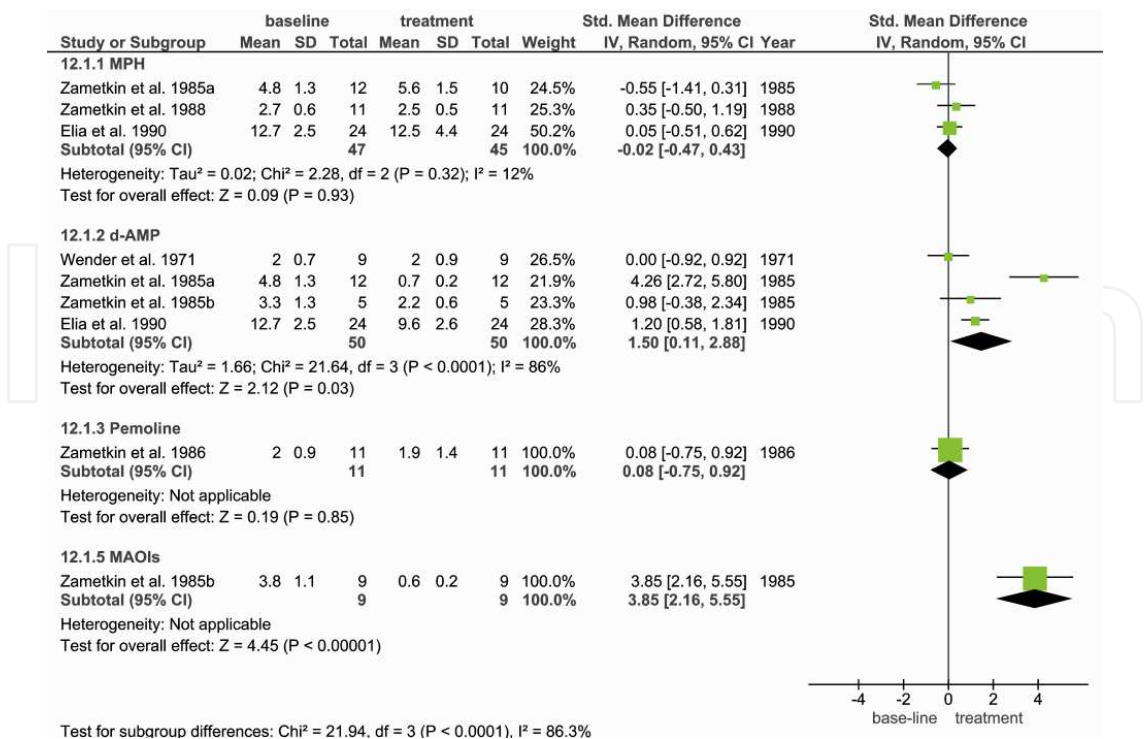 baseline treatment Std. Mean Difference Std. Mean Difference
Study or Subgroup Mean SD Total Mean SD Total Weight IV, Random, 95% CI Year IV, Random, 95% CI
12.1.1 MPH
Zametkin et al. 1985a 4.8 1.3 12 5.6 1.5 10 24.5% -0.55 [-1.41, 0.31] 1985
Zametkin et al. 1988 2.7 0.6 11 2.5 0.5 11 25.3% 0.35 [-0.50, 1.19] 1988
Elia et al. 1990 12.7 2.5 24 12.5 4.4 24 50.2% 0.05 [-0.51, 0.62] 1990
Subtotal (95% CI) 47 45 100.0% -0.02 [-0.47, 0.43]
Heterogeneity: Tau² = 0.02; Chi² = 2.28, df = 2 (P = 0.32); I² = 12%
Test for overall effect: Z = 0.09 (P = 0.93)
12.1.2 d-AMP
Wender et al. 1971 2 0.7 9 2 0.9 9 26.5% 0.00 [-0.92, 0.92] 1971
Zametkin et al. 1985a 4.8 1.3 12 0.7 0.2 12 21.9% 4.26 [2.72, 5.80] 1985
Zametkin et al. 1985b 3.3 1.3 5 2.2 0.6 5 23.3% 0.98 [-0.38, 2.34] 1985
Elia et al. 1990 12.7 2.5 24 9.6 2.6 24 28.3% 1.20 [0.58, 1.81] 1990
Subtotal (95% CI) 50 50 100.0% 1.50 [0.11, 2.88]
Heterogeneity: Tau² = 1.66; Chi² = 21.64, df = 3 (P < 0.0001); I² = 86%
Test for overall effect: Z = 2.12 (P = 0.03)
12.1.3 Pemoline
Zametkin et al. 1986 2 0.9 11 1.9 1.4 11 100.0% 0.08 [-0.75, 0.92] 1986
Subtotal (95% CI) 11 11 100.0% 0.08 [-0.75, 0.92]
Heterogeneity: Not applicable
Test for overall effect: Z = 0.19 (P = 0.85)
12.1.5 MAOIs
Zametkin et al. 1985b 3.8 1.1 9 0.6 0.2 9 100.0% 3.85 [2.16, 5.55] 1985
Subtotal (95% CI) 9 9 100.0% 3.85 [2.16, 5.55]
Heterogeneity: Not applicable
Test for overall effect: Z = 4.45 (P < 0.00001)
-4 -2 0 2 4
base-line treatment
Test for subgroup differences: Chi² = 21.94, df = 3 (P < 0.0001), I² = 86.3%